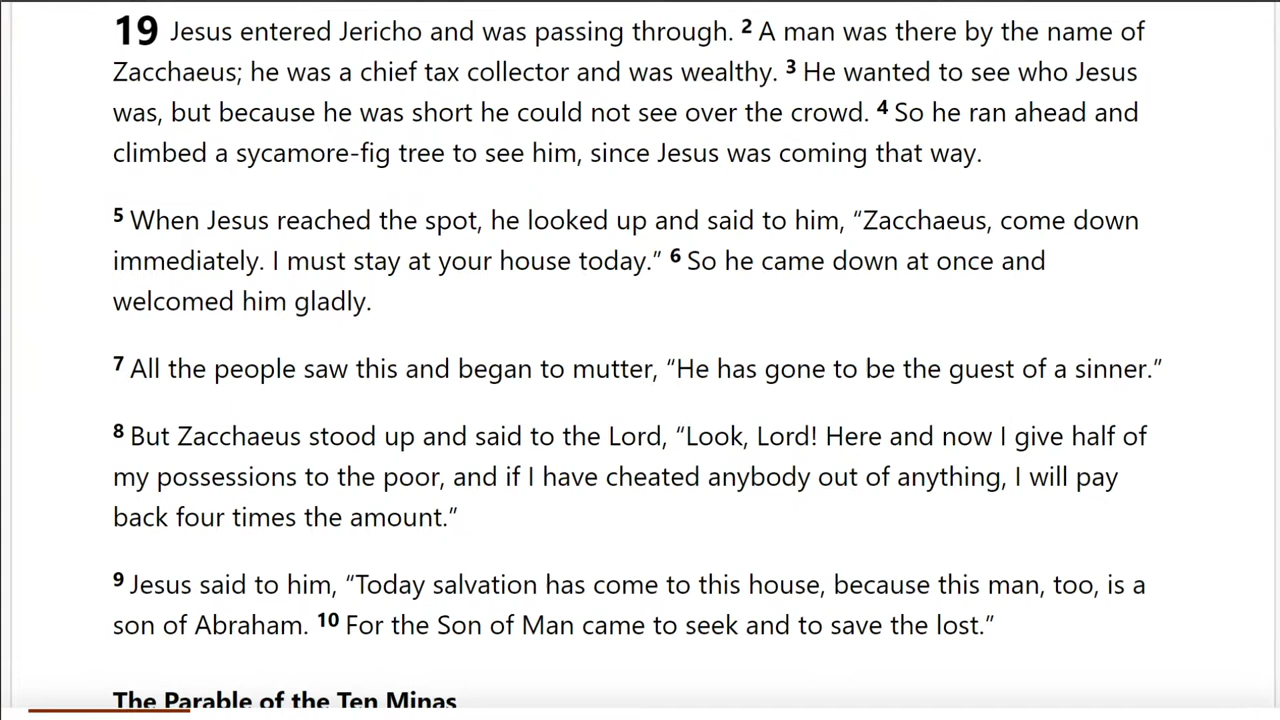 19 Jesus entered Jericho and was passing through. 2 A man was there by the name of
Zacchaeus; he was a chief tax collector and was wealthy. 3 He wanted to see who Jesus
was, but because he was short he could not see over the crowd. 4 So he ran ahead and
climbed a sycamore-fig tree to see him, since Jesus was coming that way.
5 When Jesus reached the spot, he looked up and said to him, “Zacchaeus, come down
immediately. I must stay at your house today.” 6 So he came down at once and
welcomed him gladly.
7 All the people saw this and began to mutter, “He has gone to be the guest of a sinner.”
8 But Zacchaeus stood up and said to the Lord, “Look, Lord! Here and now I give half of
my possessions to the poor, and if I have cheated anybody out of anything, I will pay
back four times the amount.”
9 Jesus said to him, “Today salvation has come to this house, because this man, too, is a
son of Abraham. 10 For the Son of Man came to seek and to save the lost.”
The Parable of the Ten Minas